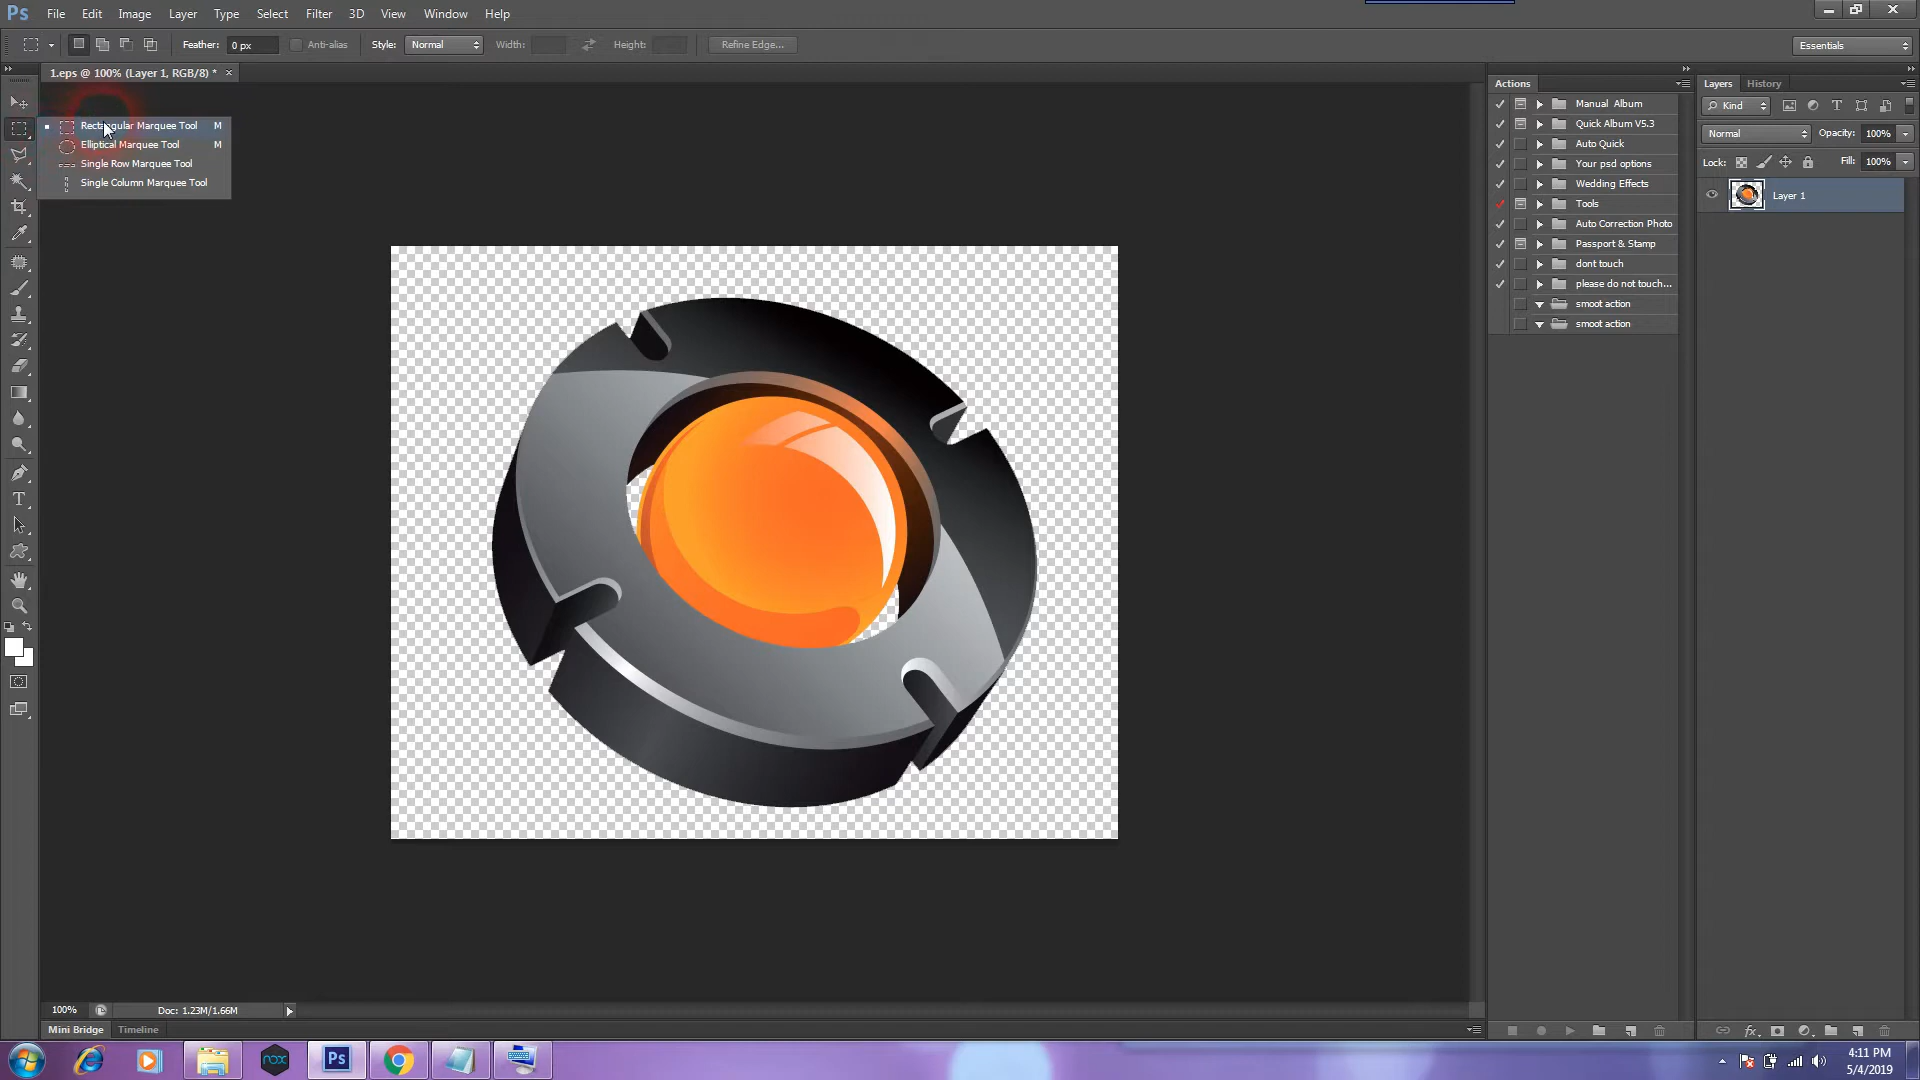 Ps File Edit Image Layer Type Select Filter 3D View Window Help
Feather: 0 px Anti-alias Style: Normal Width: Height: Refine Edge... Essentials
1.eps @ 100% (Layer 1, RGB/8) * ×
Rectangular Marquee Tool M
Elliptical Marquee Tool M
Single Row Marquee Tool
Single Column Marquee Tool
Actions
Manual Album
Quick Album V5.3
Auto Quick
Your psd options
Wedding Effects
Tools
Auto Correction Photo
Passport & Stamp
dont touch
please do not touch...
smoot action
smoot action
Layers History
Kind
Normal Opacity: 100%
Lock: Fill: 100%
Layer 1
100% Doc: 1.23M/1.66M
Mini Bridge Timeline
nox Ps
4:11 PM
5/4/2019